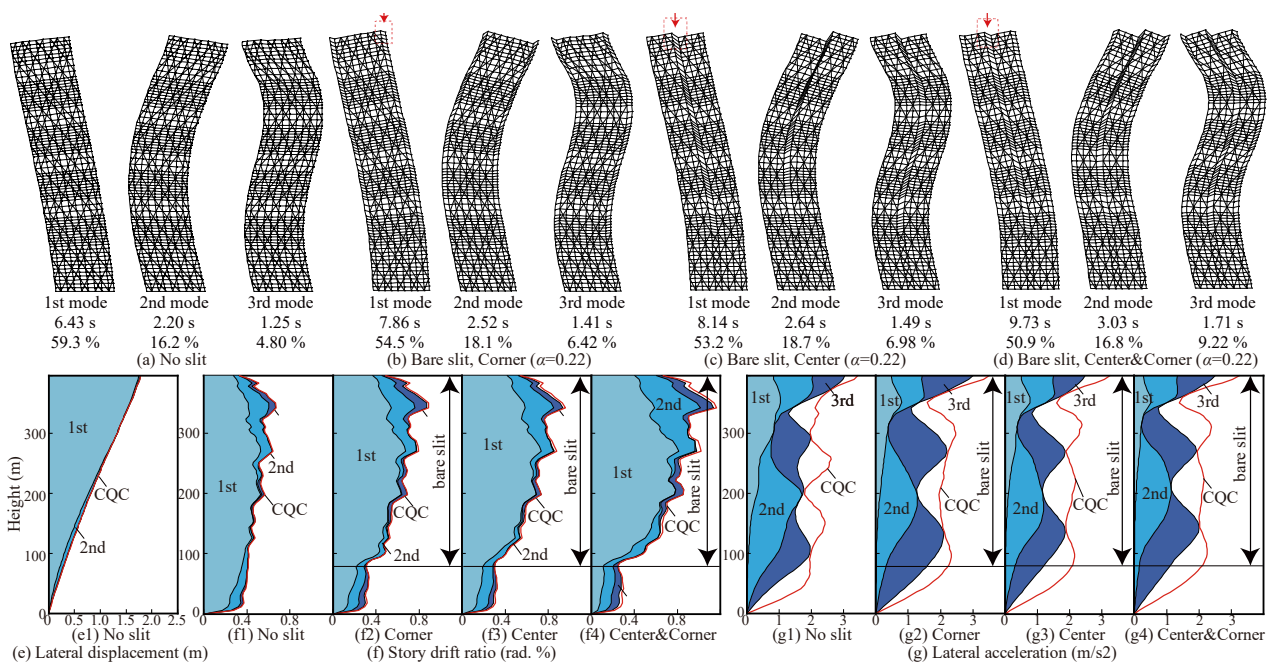 1st mode 2nd mode 3rd mode 1st mode 2nd mode 3rd mode 1st mode 2nd mode 3rd mode 1st mode 2nd mode 3rd mode
6.43 s 2.20 s 1.25 s 7.86 s 2.52 s 1.41 s 8.14 s 2.64 s 1.49 s 9.73 s 3.03 s 1.71 s
59.3 % 16.2 % 4.80 % 54.5 % 18.1 % 6.42 % 53.2 % 18.7 % 6.98 % 50.9 % 16.8 % 9.22 %
(a) No slit (b) Bare slit, Corner (α=0.22) (c) Bare slit, Center (α=0.22) (d) Bare slit, Center&Corner (α=0.22)
Height (m)
300
200
100
0
1st
CQC
2nd
0 0.5 1.0 1.5 2.0 2.5
(e1) No slit
(e) Lateral displacement (m)
300
200
100
0
1st
2nd
CQC
0 0.4 0.8
(f1) No slit
1st
CQC
2nd
bare slit
0 0.4 0.8
(f2) Corner
1st
CQC
2nd
bare slit
0 0.4 0.8
(f3) Center
2nd
1st
CQC
bare slit
0 0.4 0.8
(f4) Center&Corner
(f) Story drift ratio (rad. %)
300
200
100
0
1st
3rd
CQC
2nd
0 1 2 3
(g1) No slit
1st
3rd
CQC
2nd
bare slit
0 1 2 3
(g2) Corner
1st
3rd
CQC
2nd
bare slit
0 1 2 3
(g3) Center
1st
3rd
CQC
2nd
bare slit
0 1 2 3
(g4) Center&Corner
(g) Lateral acceleration (m/s2)